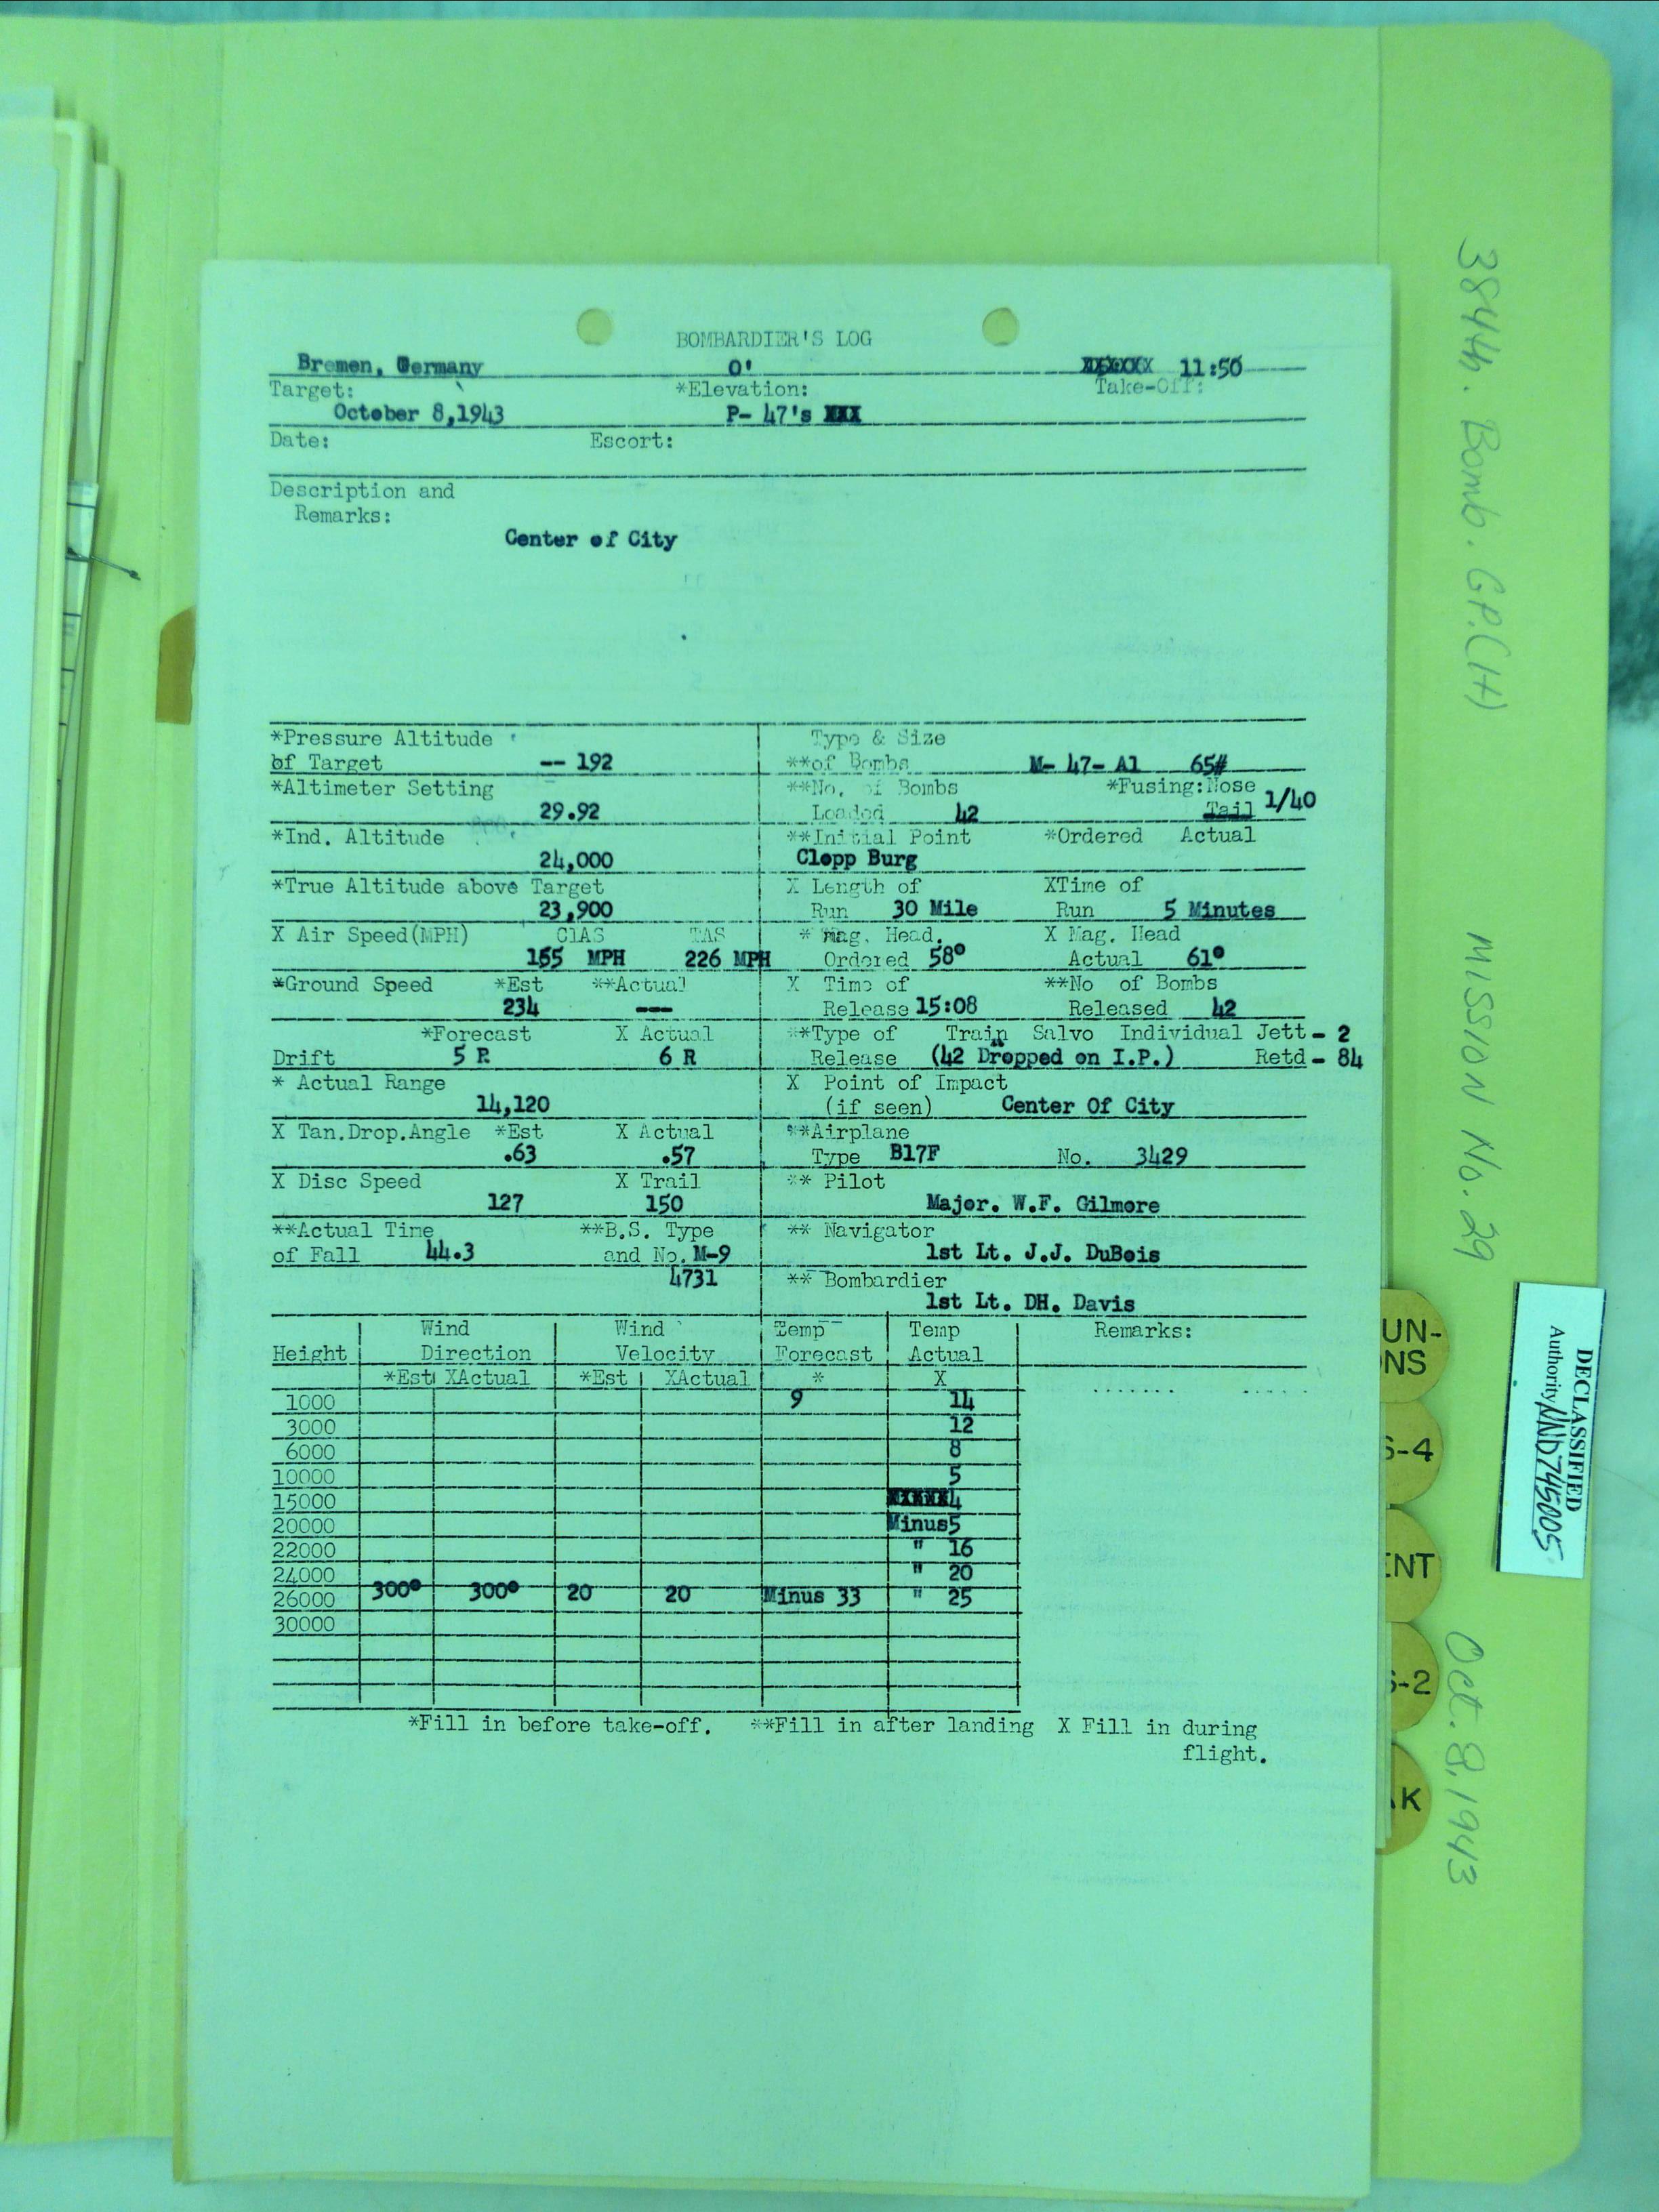 BOMBARDIER'S LOG
Bremen, Germany O' XXXXXX 11:50
Target: *Elevation: Take-Off:
October 8,1943 P- 47's XXX
Date: Escort:
Description and
Remarks:
Center of City
*Pressure Altitude Type & Size
of Target -- 192 **of Bombs M- 47- A1 65#
*Altimeter Setting **No. of Bombs *Fusing:Nose
29.92 Loaded 42 Tail 1/40
*Ind. Altitude **Initial Point *Ordered Actual
24,000 Clopp Burg
*True Altitude above Target X Length of XTime of
23,900 Run 30 Mile Run 5 Minutes
X Air Speed(MPH) CIAS TAS * mag. Head. X Mag. Head
155 MPH 226 MPH Ordered 58° Actual 61°
*Ground Speed *Est **Actual X Time of **No of Bombs
234 --- Release 15:08 Released 42
*Forecast X Actual **Type of Train Salvo Individual Jett - 2
Drift 5 R 6 R Release (42 Dropped on I.P.) Retd - 84
* Actual Range X Point of Impact
14,120 (if seen) Center Of City
X Tan.Drop.Angle *Est X Actual **Airplane
.63 .57 Type B17F No. 3429
X Disc Speed X Trail ** Pilot
127 150 Major. W.F. Gilmore
**Actual Time **B.S. Type ** Navigator
of Fall 44.3 and No. M-9 1st Lt. J.J. DuBois
4731 ** Bombardier
1st Lt. DH. Davis
Wind Wind Temp Temp Remarks:
Height Direction Velocity Forecast Actual
*Est XActual *Est XActual * X
1000 9 14
3000 12
6000 8
10000 5
15000 4
20000 Minus5
22000 " 16
24000 " 20
26000 300° 300° 20 20 Minus 33 " 25
30000
*Fill in before take-off. **Fill in after landing X Fill in during
flight.
384th. Bomb. GP.(H)
MISSION No. 29
Oct. 8, 1943
DECLASSIFIED
Authority NND745005
UN-
NS
S-4
ENT
S-2
AK